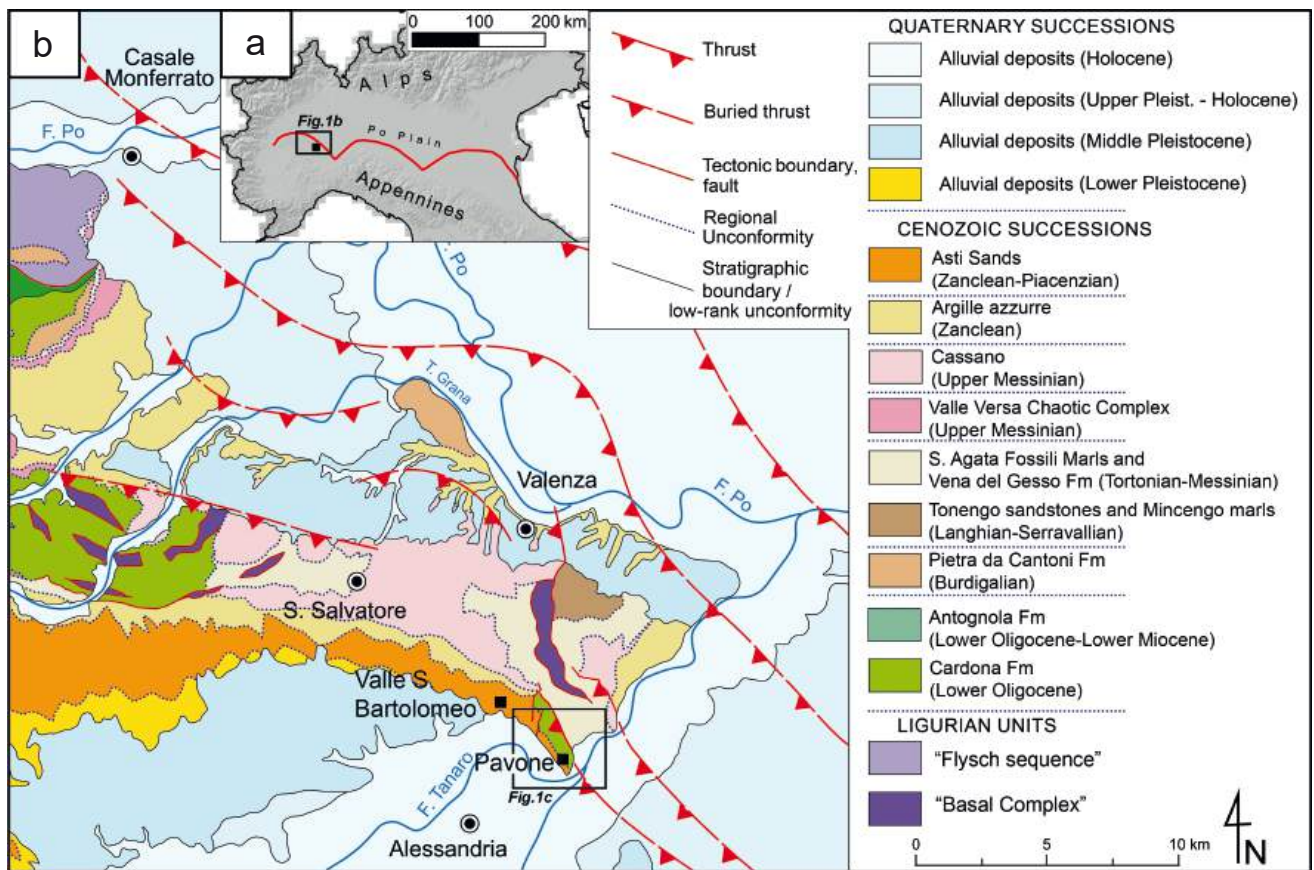 b
a
0 200 km
Alps
Fig.1b
Po Plain
Appennines
Casale
Monferrato
F. Po
. Po
T. Grana
Valenza
F. Po
S. Salvatore
Valle S.
Bartolomeo
Pavone
Fig.1c
F. Tanaro
Alessandria
Thrust
Buried thrust
Tectonic boundary,
fault
Regional
Unconformity
Stratigraphic
boundary /
low-rank unconformity
QUATERNARY SUCCESSIONS
Alluvial deposits (Holocene)
Alluvial deposits (Upper Pleist. - Holocene)
Alluvial deposits (Middle Pleistocene)
Alluvial deposits (Lower Pleistocene)
CENOZOIC SUCCESSIONS
Asti Sands
(Zanclean-Piacenzian)
Argille azzurre
(Zanclean)
Cassano
(Upper Messinian)
Valle Versa Chaotic Complex
(Upper Messinian)
S. Agata Fossili Marls and
Vena del Gesso Fm (Tortonian-Messinian)
Tonengo sandstones and Mincengo marls
(Langhian-Serravallian)
Pietra da Cantoni Fm
(Burdigalian)
Antognola Fm
(Lower Oligocene-Lower Miocene)
Cardona Fm
(Lower Oligocene)
LIGURIAN UNITS
“Flysch sequence”
“Basal Complex”
N
0 5 10 km